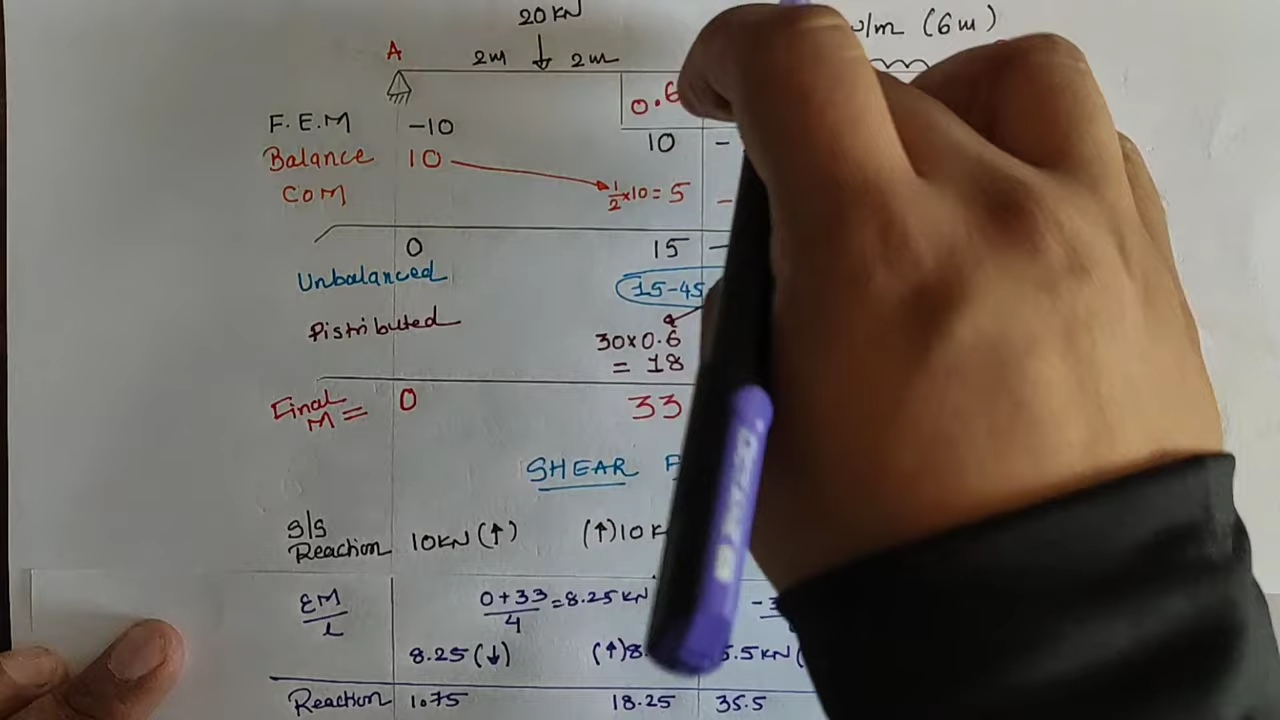 20KN
/m (6m)
A
2m 2m
0.6
F.E.M -10 10 -
Balance 10
COM 1/2×10= 5 -
0 15 -
Unbalanced 15-45
Distributed 30×0.6
= 18
Final M = 0 33
SHEAR F
S/S
Reaction 10KN (↑) (↑)10K
ΣM/L 0+33/4 =8.25KN -3
8.25 (↓) (↑)8. 5.5KN(
Reaction 1.75 18.25 35.5